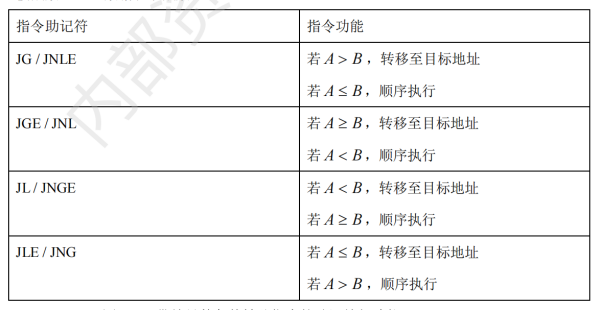 指令助记符 指令功能
JG / JNLE 若 A > B，转移至目标地址
若 A ≤ B，顺序执行
JGE / JNL 若 A ≥ B，转移至目标地址
若 A < B，顺序执行
JL / JNGE 若 A < B，转移至目标地址
若 A ≥ B，顺序执行
JLE / JNG 若 A ≤ B，转移至目标地址
若 A > B，顺序执行
内部资